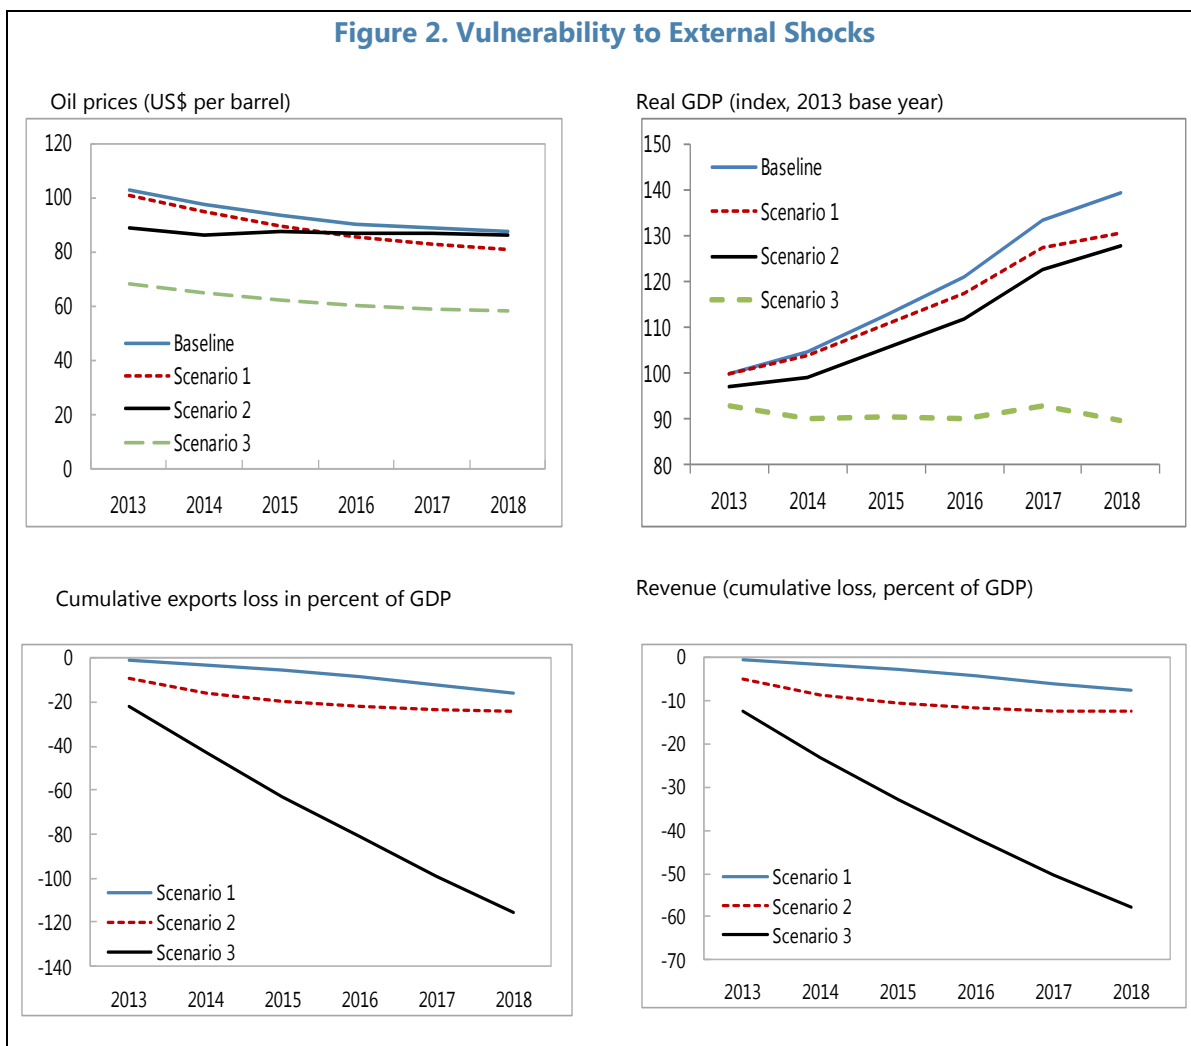 Figure 2. Vulnerability to External Shocks
Oil prices (US$ per barrel)
120
100
80
60
40
20
0
Baseline
Scenario 1
Scenario 2
Scenario 3
2013 2014 2015 2016 2017 2018
Real GDP (index, 2013 base year)
150
140
130
120
110
100
90
80
Baseline
Scenario 1
Scenario 2
Scenario 3
2013 2014 2015 2016 2017 2018
Cumulative exports loss in percent of GDP
0
-20
-40
-60
-80
-100
-120
-140
Scenario 1
Scenario 2
Scenario 3
2013 2014 2015 2016 2017 2018
Revenue (cumulative loss, percent of GDP)
0
-10
-20
-30
-40
-50
-60
-70
Scenario 1
Scenario 2
Scenario 3
2013 2014 2015 2016 2017 2018